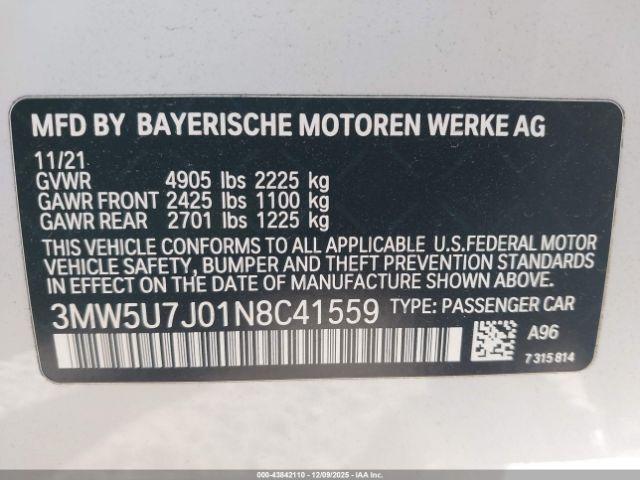 MFD BY BAYERISCHE MOTOREN WERKE AG
11/21
GVWR 4905 lbs 2225 kg
GAWR FRONT 2425 lbs 1100 kg
GAWR REAR 2701 lbs 1225 kg
THIS VEHICLE CONFORMS TO ALL APPLICABLE U.S.FEDERAL MOTOR
VEHICLE SAFETY, BUMPER AND THEFT PREVENTION STANDARDS
IN EFFECT ON THE DATE OF MANUFACTURE SHOWN ABOVE.
3MW5U7J01N8C41559 TYPE: PASSENGER CAR
A96
7 315 814
000-43842110 - 12/09/2025 - COPART